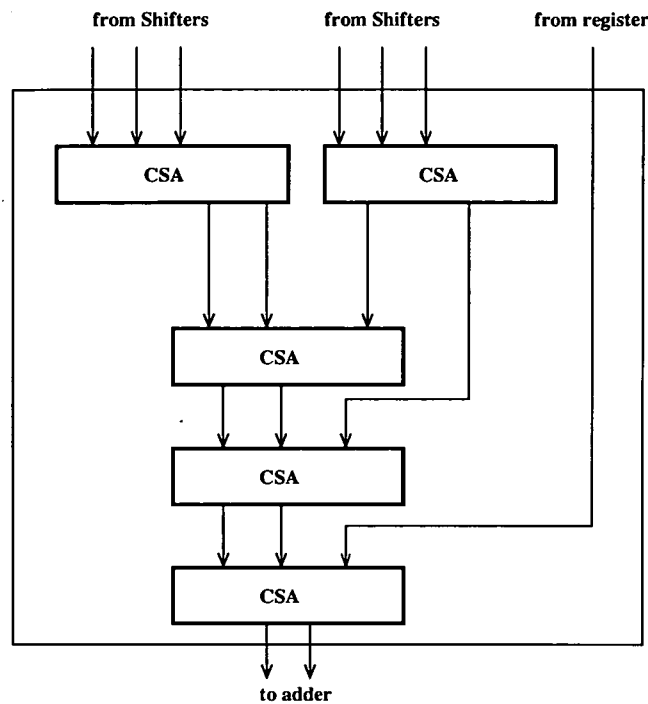 from Shifters
from Shifters
from register
CSA
CSA
CSA
CSA
CSA
to adder